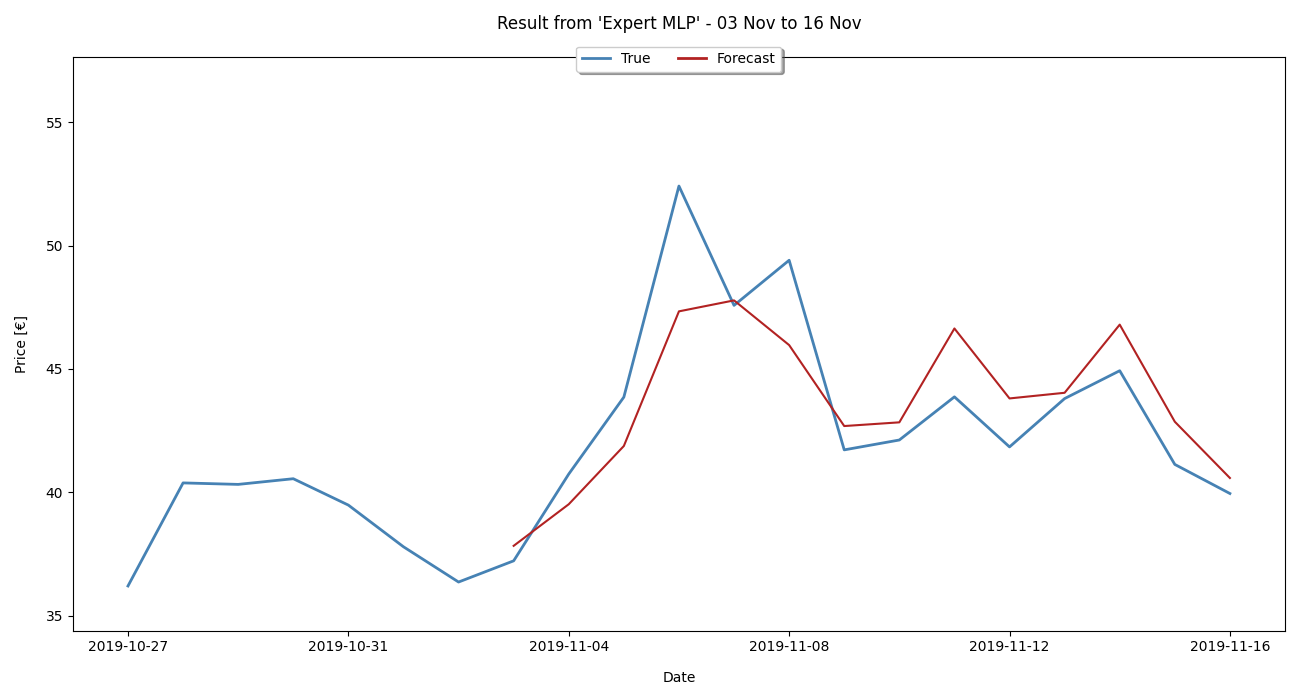 Result from 'Expert MLP' - 03 Nov to 16 Nov
True Forecast
55
50
45
40
35
Price [€]
2019-10-27 2019-10-31 2019-11-04 2019-11-08 2019-11-12 2019-11-16
Date